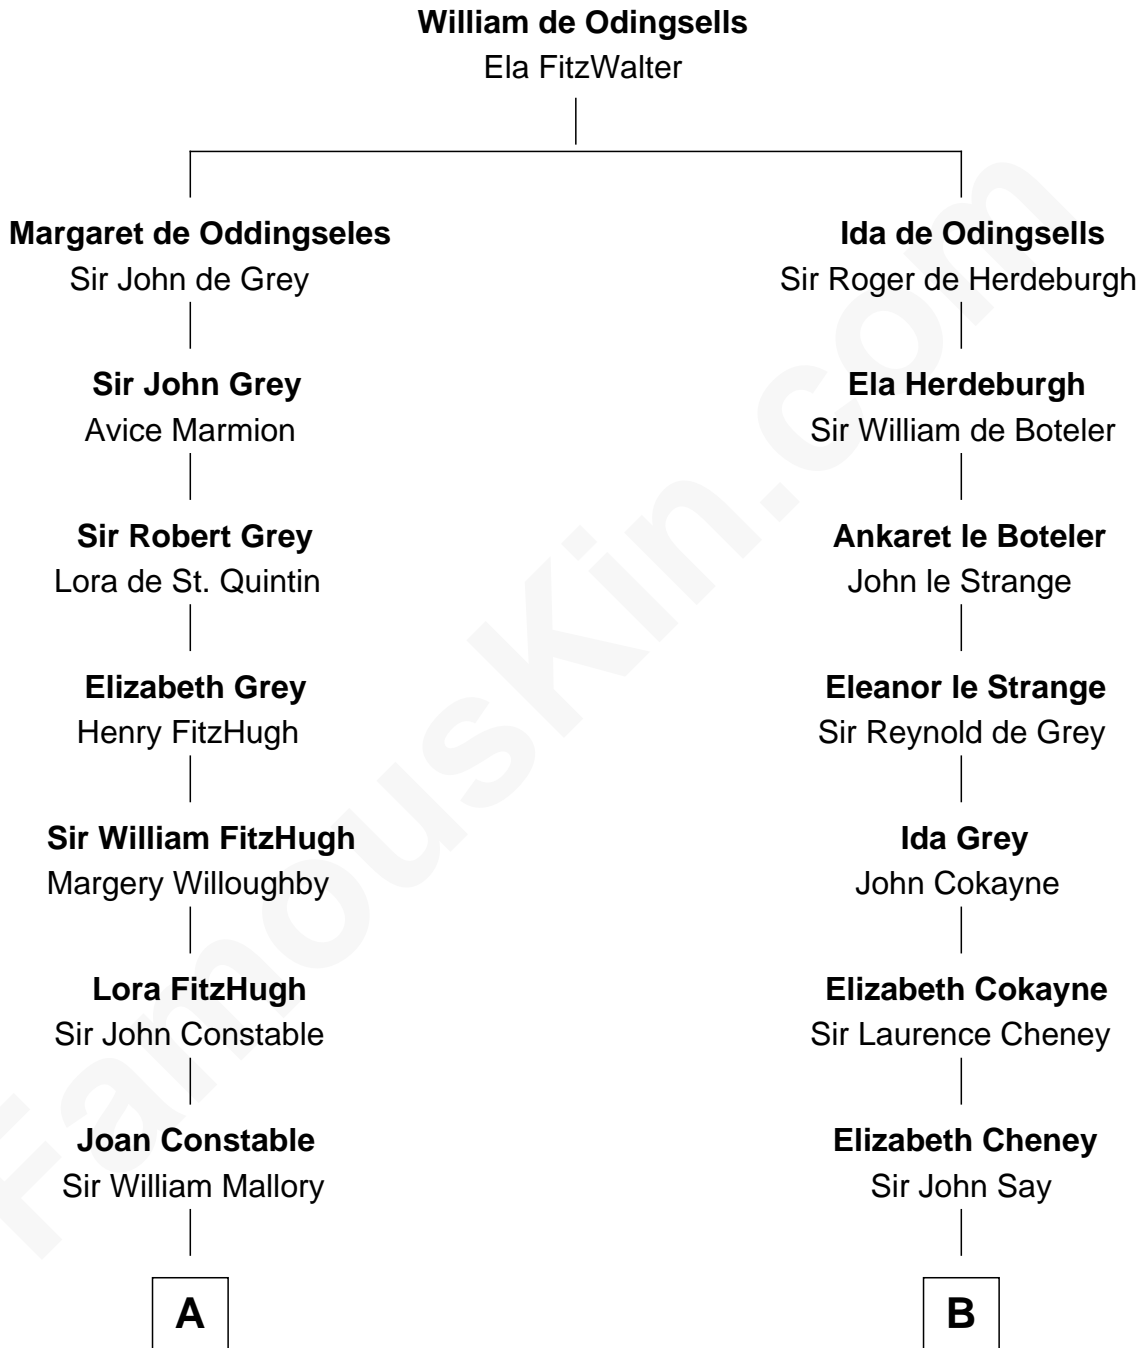 William de Odingsells
Ela FitzWalter
Margaret de Oddingseles
Sir John de Grey
Ida de Odingsells
Sir Roger de Herdeburgh
Sir John Grey
Avice Marmion
Ela Herdeburgh
Sir William de Boteler
Sir Robert Grey
Lora de St. Quintin
Ankaret le Boteler
John le Strange
Elizabeth Grey
Henry FitzHugh
Eleanor le Strange
Sir Reynold de Grey
Sir William FitzHugh
Margery Willoughby
Ida Grey
John Cokayne
Lora FitzHugh
Sir John Constable
Elizabeth Cokayne
Sir Laurence Cheney
Joan Constable
Sir William Mallory
Elizabeth Cheney
Sir John Say
A
B
FamousKin.com